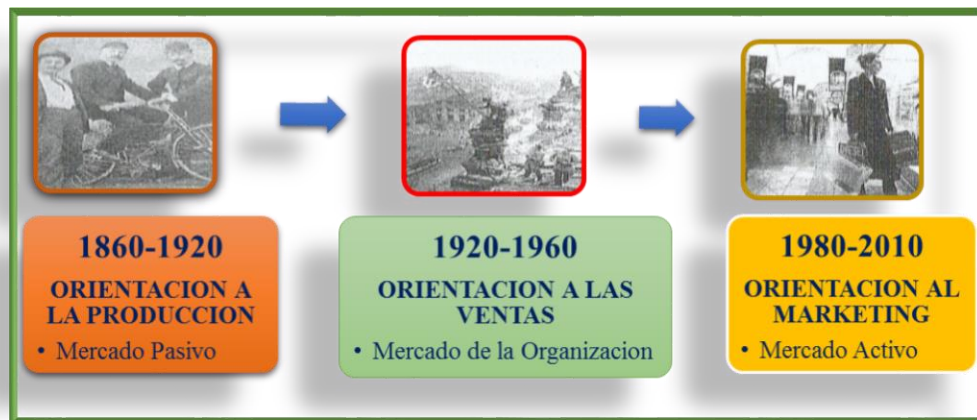 1860-1920
ORIENTACION A
LA PRODUCCION
• Mercado Pasivo
1920-1960
ORIENTACION A LAS
VENTAS
• Mercado de la Organizacion
1980-2010
ORIENTACION AL
MARKETING
• Mercado Activo